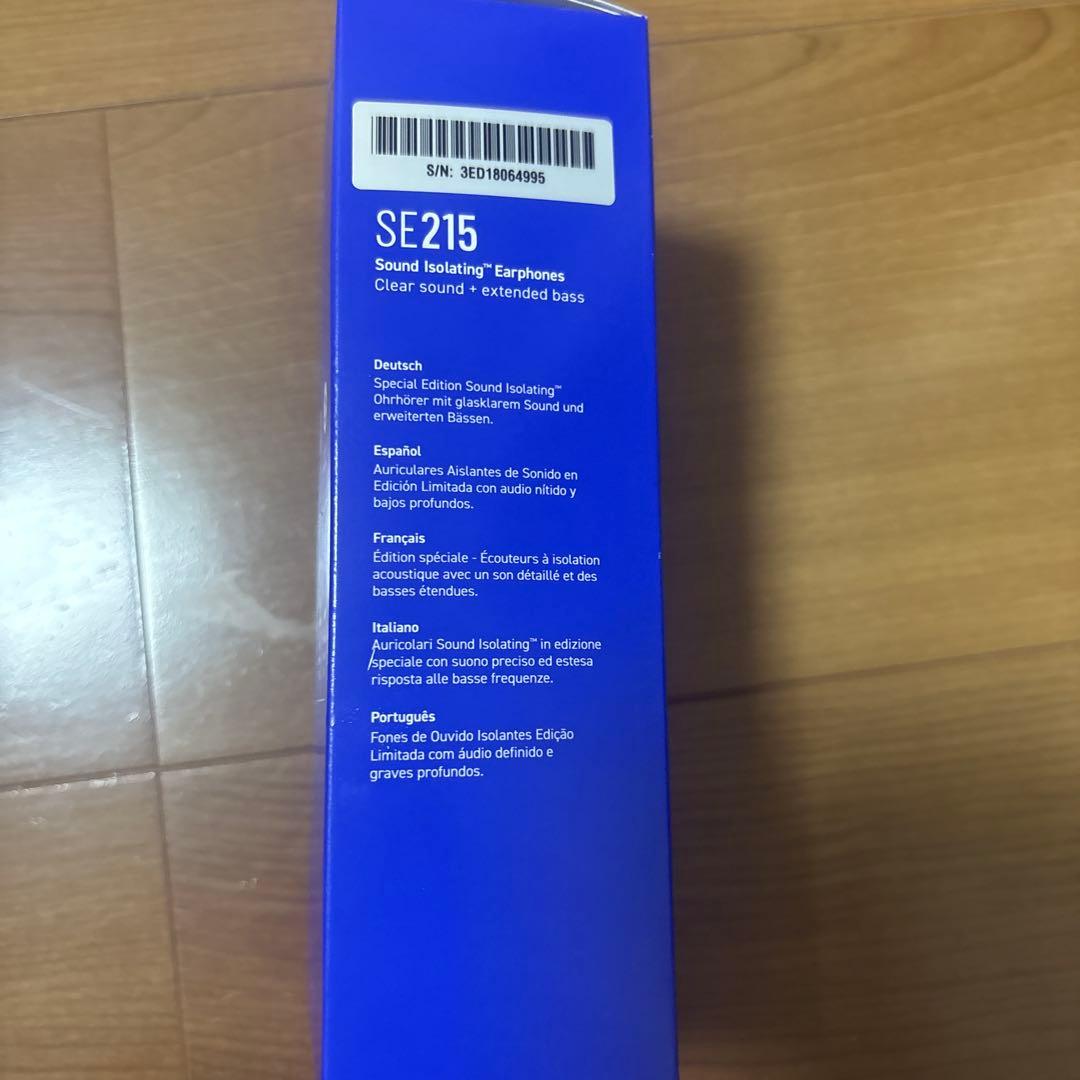 S/N: 3ED18064995
SE215
Sound Isolating™ Earphones
Clear sound + extended bass
Deutsch
Special Edition Sound Isolating™
Ohrhörer mit glasklarem Sound und
erweiterten Bässen.
Español
Auriculares Aislantes de Sonido en
Edición Limitada con audio nítido y
bajos profundos.
Français
Édition spéciale - Écouteurs à isolation
acoustique avec un son détaillé et des
basses étendues.
Italiano
Auricolari Sound Isolating™ in edizione
speciale con suono preciso ed estesa
risposta alle basse frequenze.
Português
Fones de Ouvido Isolantes Edição
Limitada com áudio definido e
graves profundos.